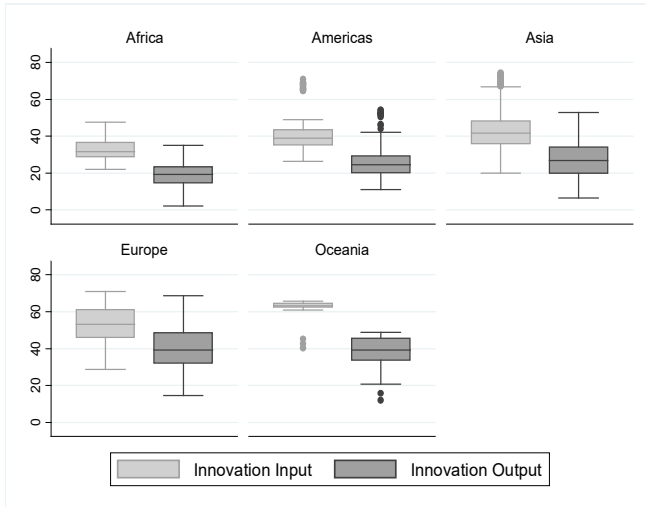 Africa
Americas
Asia
80
60
40
20
0
Europe
Oceania
80
60
40
20
0
Innovation Input
Innovation Output